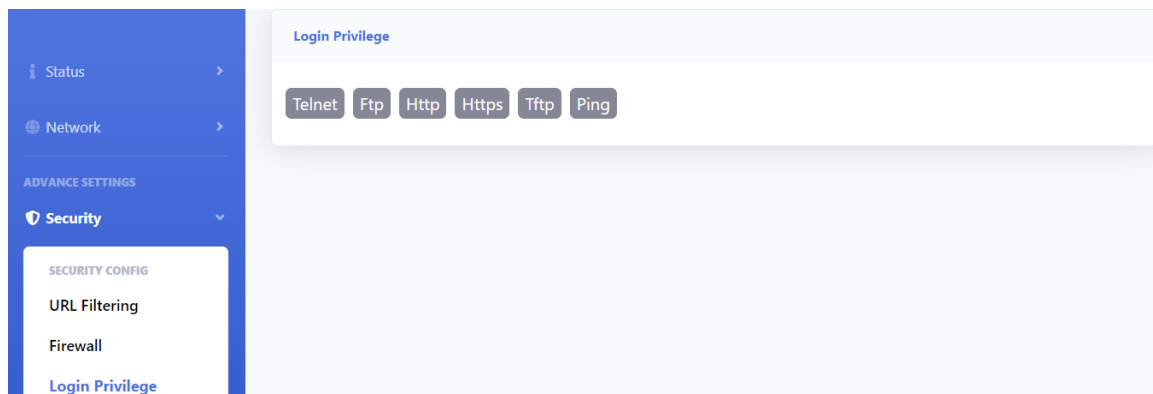 Login Privilege
Status
Telnet Ftp Http Https Tftp Ping
Network
ADVANCE SETTINGS
Security
SECURITY CONFIG
URL Filtering
Firewall
Login Privilege